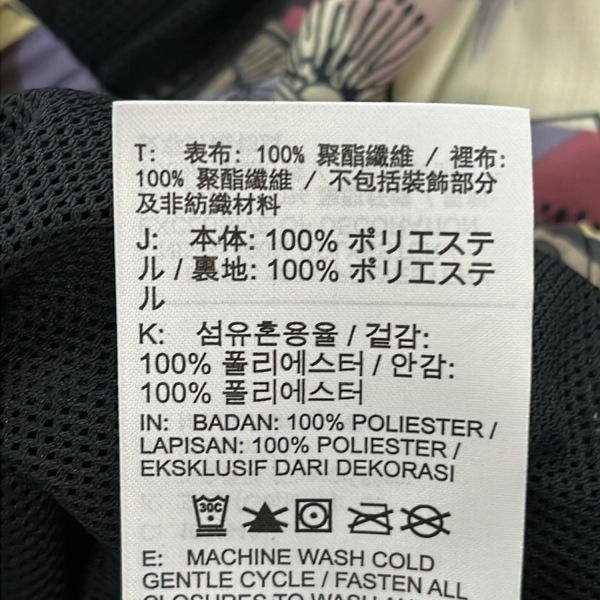 T: 表布: 100% 聚酯纖維 / 裡布:
100% 聚酯纖維 / 不包括裝飾部分
及非紡織材料
J: 本体: 100% ポリエステ
ル / 裏地: 100% ポリエステ
ル
K: 섬유혼용율 / 겉감:
100% 폴리에스터 / 안감:
100% 폴리에스터
IN: BADAN: 100% POLIESTER /
LAPISAN: 100% POLIESTER /
EKSKLUSIF DARI DEKORASI
30C
E: MACHINE WASH COLD
GENTLE CYCLE / FASTEN ALL
CLOSURES TO WASH AND